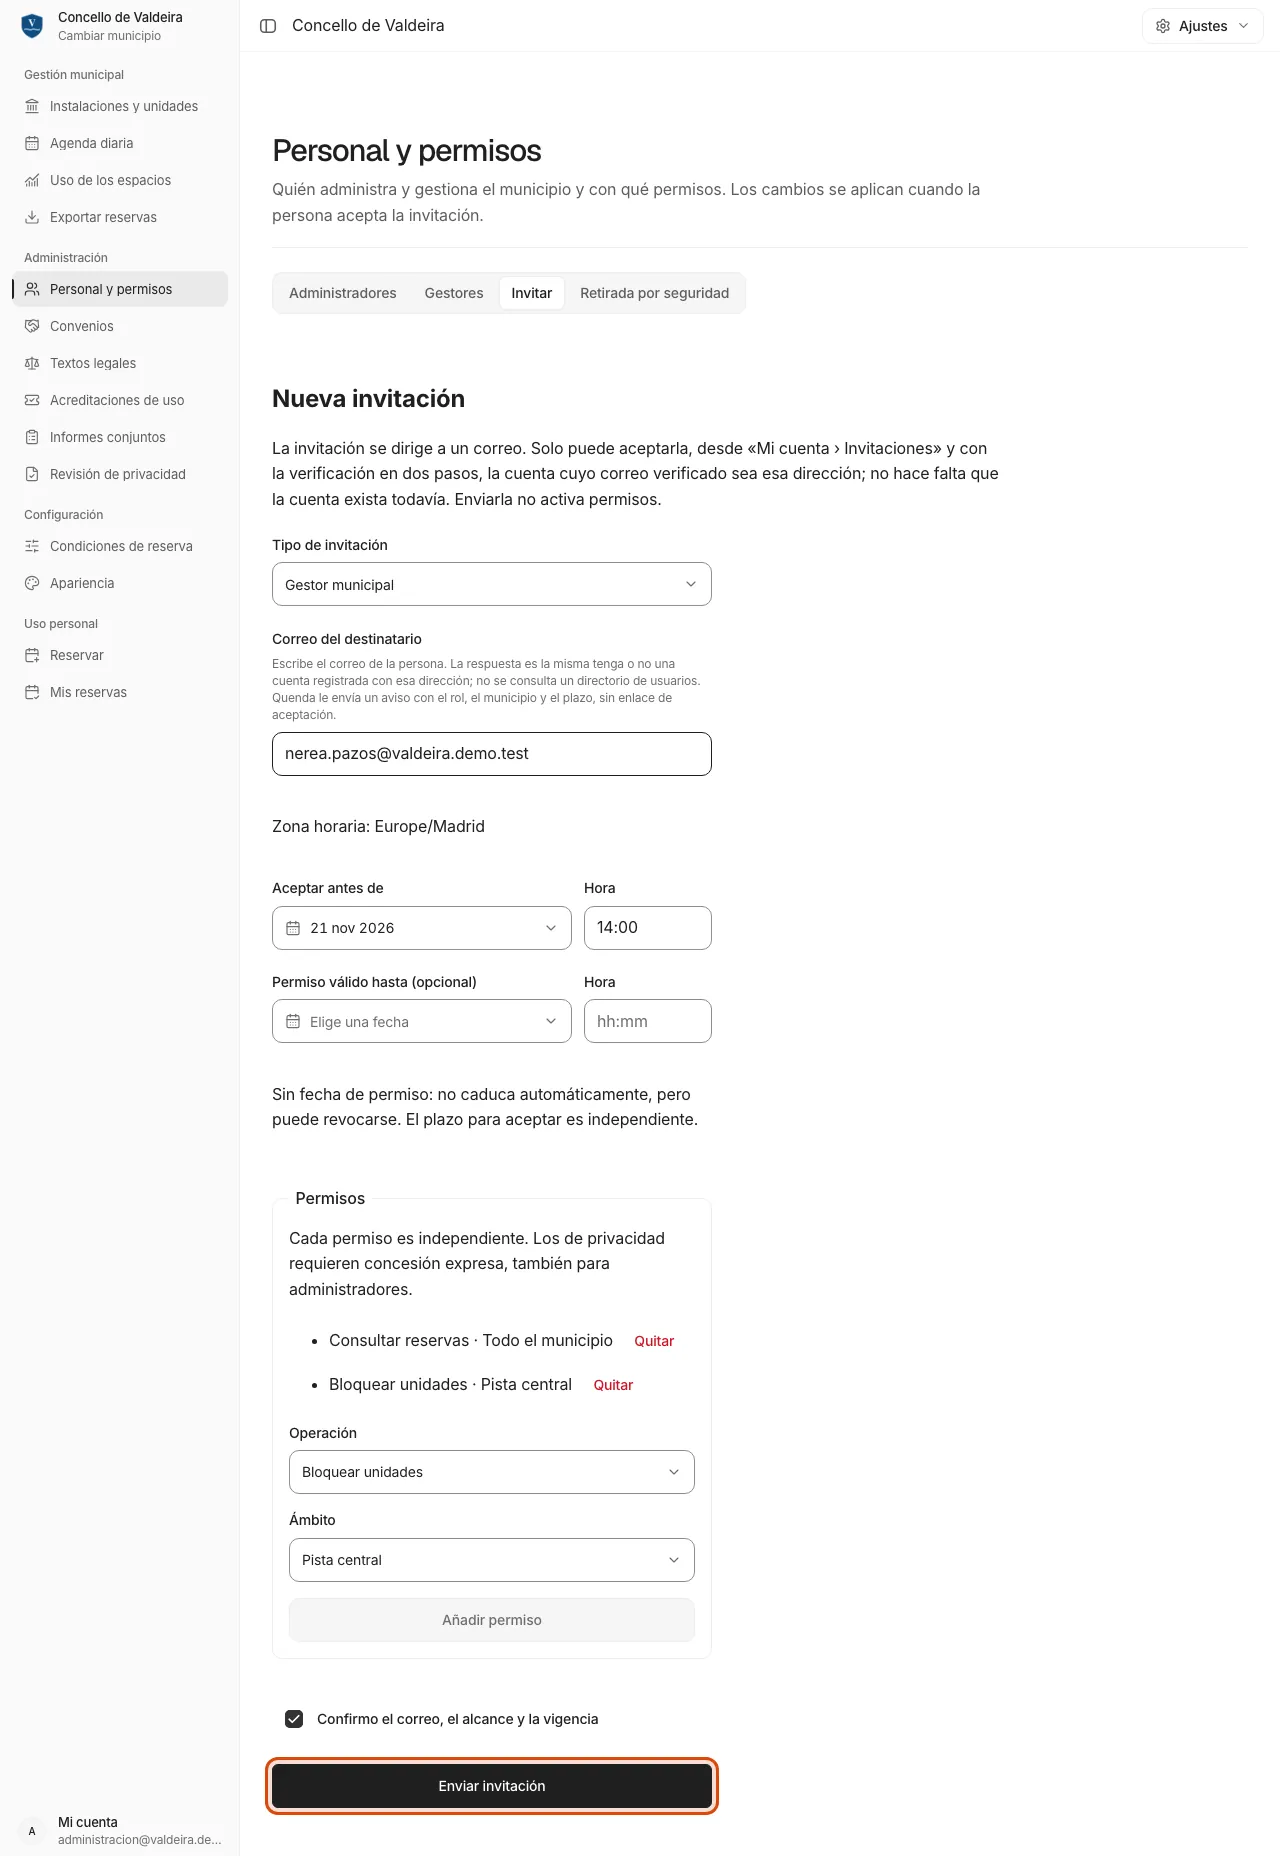 Concello de Valdeira
Cambiar municipio
Gestión municipal
Instalaciones y unidades
Agenda diaria
Uso de los espacios
Exportar reservas
Administración
Personal y permisos
Convenios
Textos legales
Acreditaciones de uso
Informes conjuntos
Revisión de privacidad
Configuración
Condiciones de reserva
Apariencia
Uso personal
Reservar
Mis reservas
A
Mi cuenta
administracion@valdeira.de...
Concello de Valdeira
Ajustes
Personal y permisos
Quién administra y gestiona el municipio y con qué permisos. Los cambios se aplican cuando la
persona acepta la invitación.
Administradores
Gestores
Invitar
Retirada por seguridad
Nueva invitación
La invitación se dirige a un correo. Solo puede aceptarla, desde «Mi cuenta › Invitaciones» y con
la verificación en dos pasos, la cuenta cuyo correo verificado sea esa dirección; no hace falta que
la cuenta exista todavía. Enviarla no activa permisos.
Tipo de invitación
Gestor municipal
Correo del destinatario
Escribe el correo de la persona. La respuesta es la misma tenga o no una
cuenta registrada con esa dirección; no se consulta un directorio de usuarios.
Quenda le envía un aviso con el rol, el municipio y el plazo, sin enlace de
aceptación.
nerea.pazos@valdeira.demo.test
Zona horaria: Europe/Madrid
Aceptar antes de
Hora
21 nov 2026
14:00
Permiso válido hasta (opcional)
Hora
Elige una fecha
hh:mm
Sin fecha de permiso: no caduca automáticamente, pero
puede revocarse. El plazo para aceptar es independiente.
Permisos
Cada permiso es independiente. Los de privacidad
requieren concesión expresa, también para
administradores.
• Consultar reservas · Todo el municipio Quitar
• Bloquear unidades · Pista central Quitar
Operación
Bloquear unidades
Ámbito
Pista central
Añadir permiso
Confirmo el correo, el alcance y la vigencia
Enviar invitación